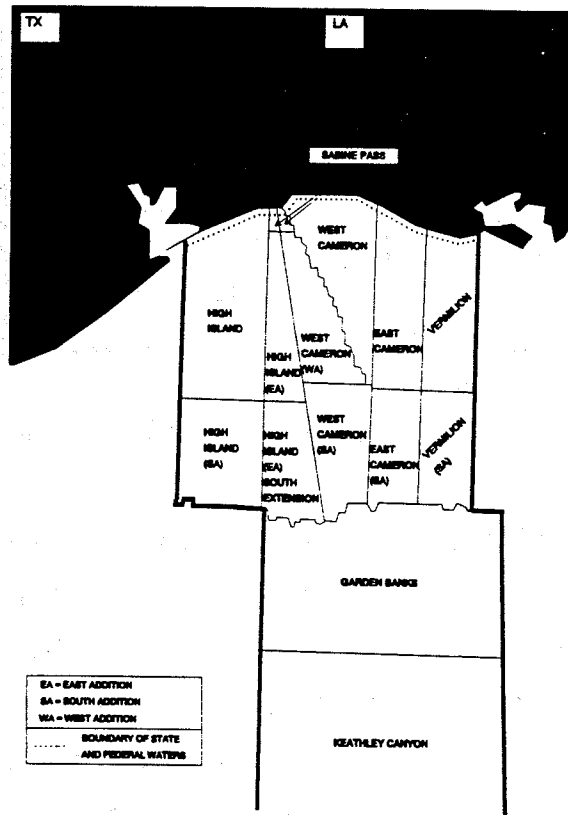 TX
LA
SABINE PASS
WEST
CAMERON
HIGH
ISLAND
HIGH
ISLAND
(EA)
WEST
CAMERON
(WA)
EAST
CAMERON
VERMILION
HIGH
ISLAND
(SA)
HIGH
ISLAND
(EA)
SOUTH
EXTENSION
WEST
CAMERON
(SA)
EAST
CAMERON
(SA)
VERMILION
(SA)
GARDEN BANKS
EA = EAST ADDITION
SA = SOUTH ADDITION
WA = WEST ADDITION
BOUNDARY OF STATE
AND FEDERAL WATERS
KEATHLEY CANYON